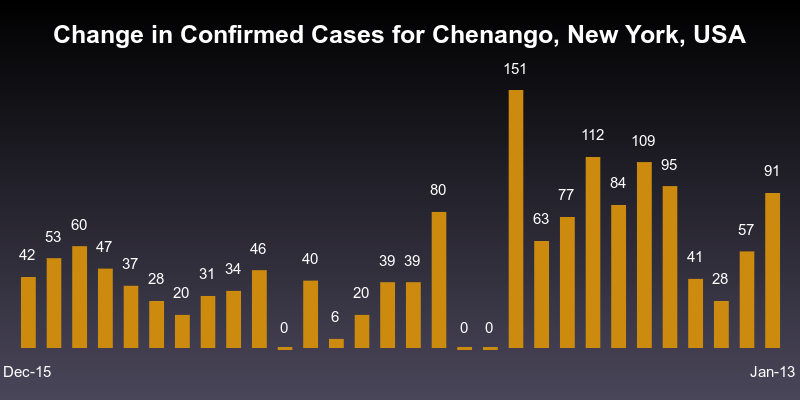 Change in Confirmed Cases for Chenango, New York, USA
42 53 60 47 37 28 20 31 34 46 0 40 6 20 39 39 80 0 0 151 63 77 112 84 109 95 41 28 57 91
Dec-15 Jan-13